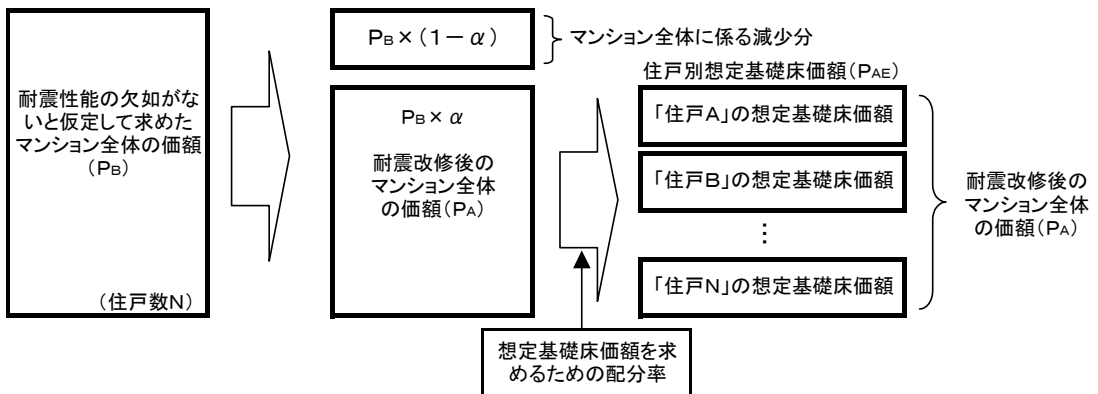 耐震性能の欠如がな
いと仮定して求めた
マンション全体の価額
（PB）
（住戸数N）
PB×（1－α）
マンション全体に係る減少分
PB×α
耐震改修後の
マンション全体
の価額（PA）
住戸別想定基礎床価額（PAE）
「住戸A」の想定基礎床価額
「住戸B」の想定基礎床価額
⋮
「住戸N」の想定基礎床価額
耐震改修後の
マンション全体
の価額（PA）
想定基礎床価額を求
めるための配分率